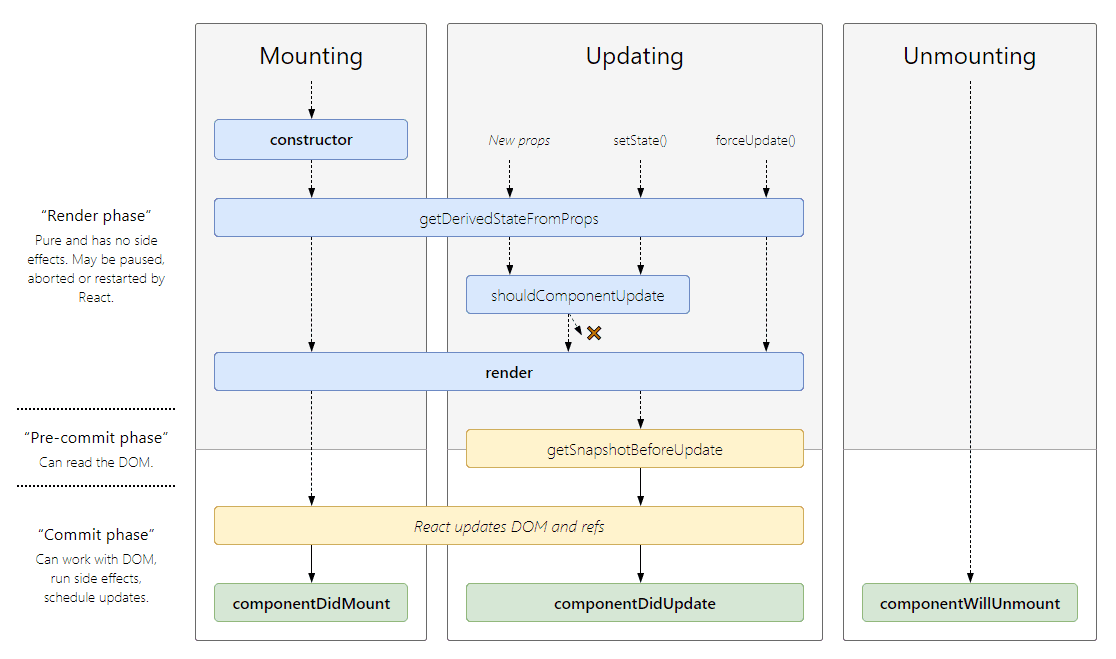 Mounting
Updating
Unmounting
constructor
New props
setState()
forceUpdate()
“Render phase”
Pure and has no side
effects. May be paused,
aborted or restarted by
React.
getDerivedStateFromProps
shouldComponentUpdate
render
“Pre-commit phase”
Can read the DOM.
getSnapshotBeforeUpdate
“Commit phase”
Can work with DOM,
run side effects,
schedule updates.
React updates DOM and refs
componentDidMount
componentDidUpdate
componentWillUnmount